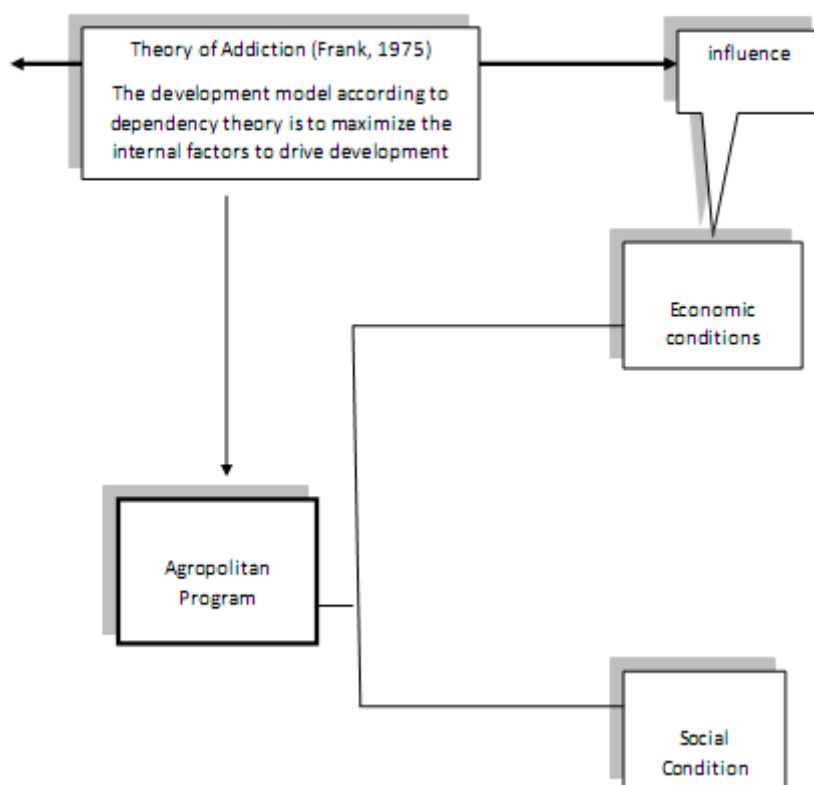 Theory of Addiction (Frank, 1975)
The development model according to
dependency theory is to maximize the
internal factors to drive development
influence
Economic
conditions
Agropolitan
Program
Social
Condition